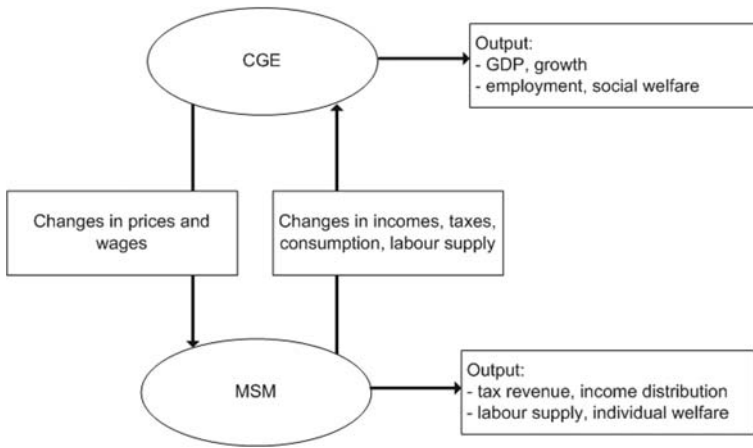 CGE
Output:
- GDP, growth
- employment, social welfare
Changes in prices and
wages
Changes in incomes, taxes,
consumption, labour supply
MSM
Output:
- tax revenue, income distribution
- labour supply, individual welfare